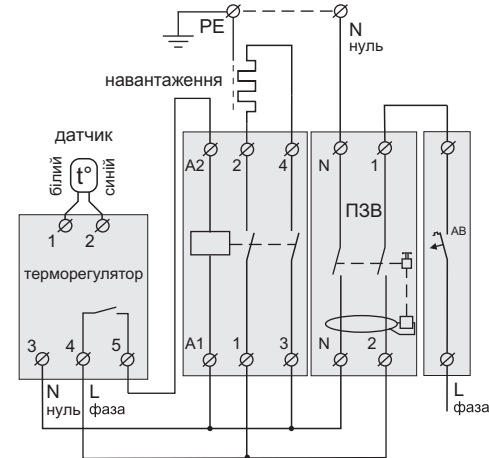 PE
N
нуль
навантаження
датчик
білий
t°
синій
1 2
терморегулятор
3 4 5
N
нуль
L
фаза
A2 2 4
A1 1 3
N 1
ПЗВ
N 2
АВ
L
фаза